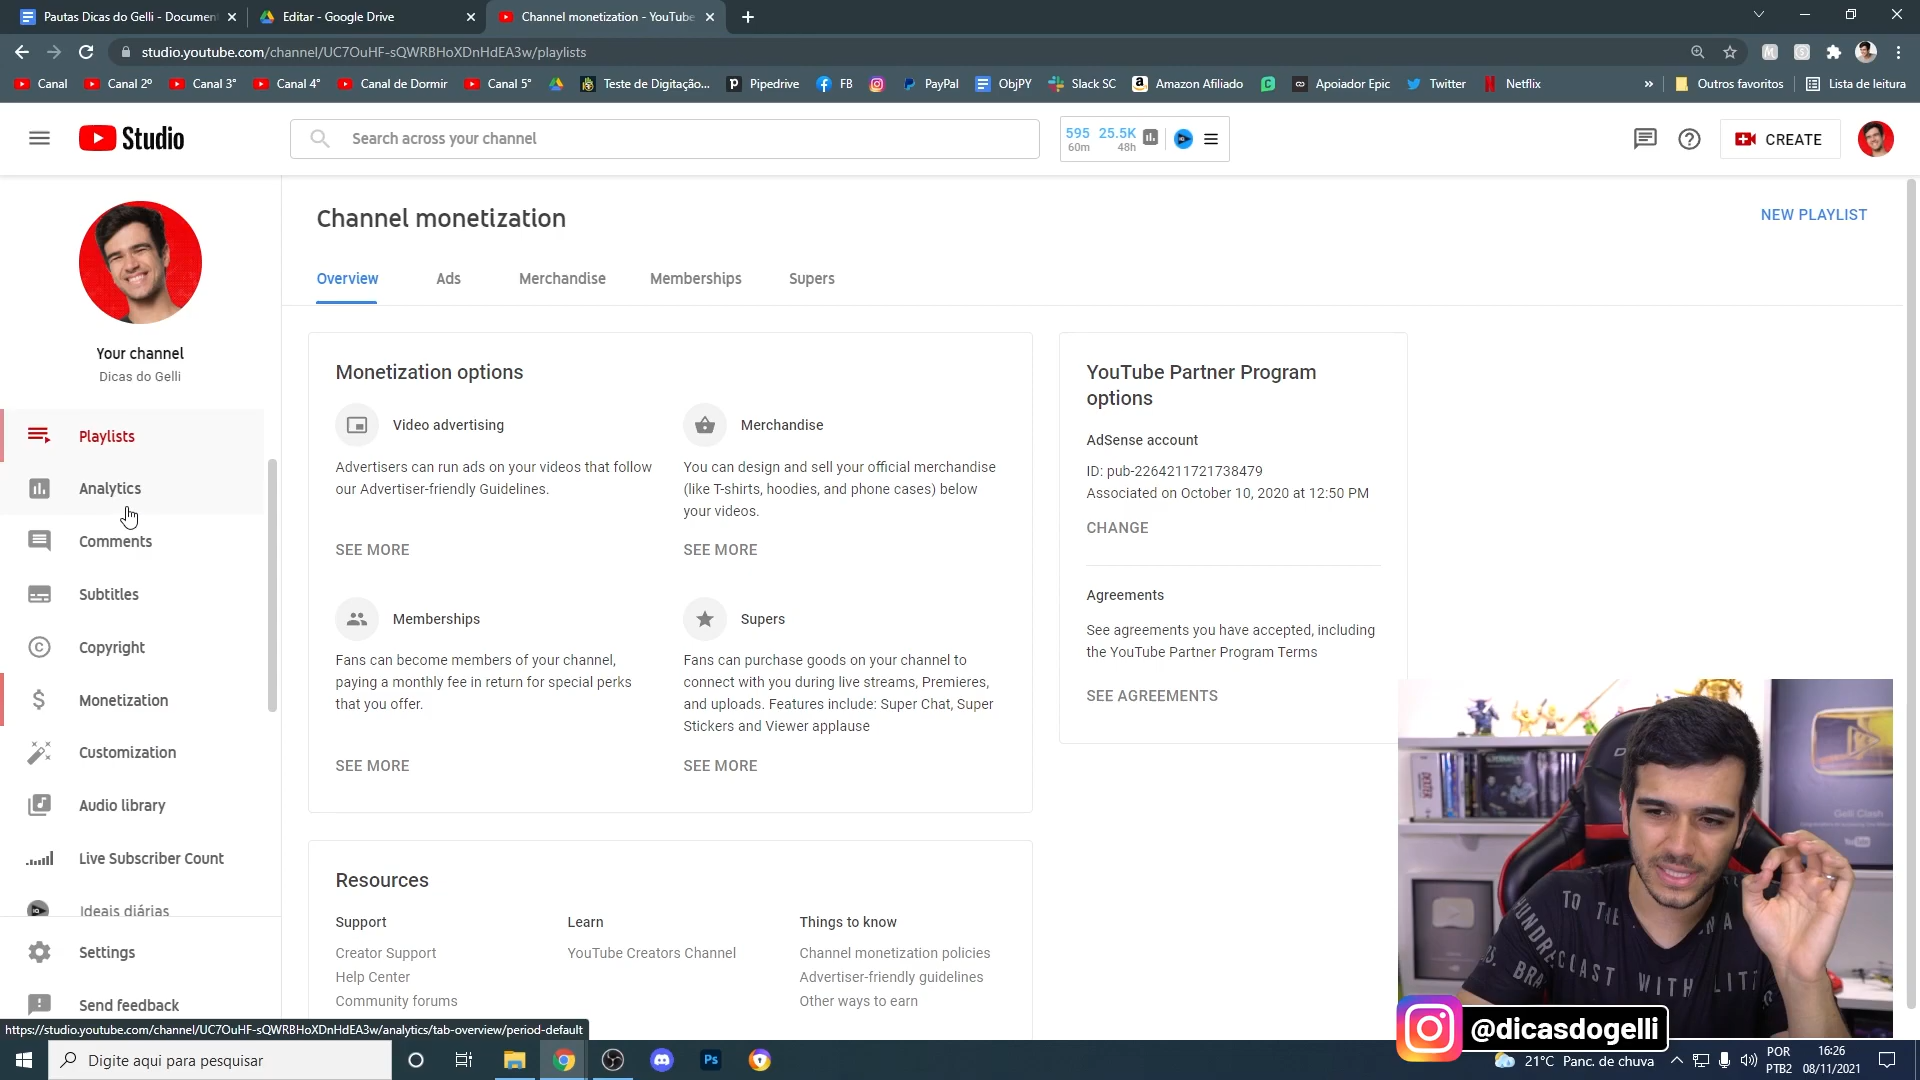 Pautas Dicas do Gelli - Document
Editar - Google Drive
Channel monetization - YouTube
studio.youtube.com/channel/UC7OuHF-sQWRBHoXDnHdEA3w/playlists
Canal
Canal 2º
Canal 3º
Canal 4º
Canal de Dormir
Canal 5º
Teste de Digitação...
Pipedrive
FB
PayPal
ObjPY
Slack SC
Amazon Afiliado
Apoiador Epic
Twitter
Netflix
»
Outros favoritos
Lista de leitura
Studio
Search across your channel
595 25.5K
60m 48h
CREATE
Your channel
Dicas do Gelli
Playlists
Analytics
Comments
Subtitles
Copyright
Monetization
Customization
Audio library
Live Subscriber Count
Ideais diárias
Settings
Send feedback
Channel monetization
NEW PLAYLIST
Overview
Ads
Merchandise
Memberships
Supers
Monetization options
Video advertising
Advertisers can run ads on your videos that follow
our Advertiser-friendly Guidelines.
SEE MORE
Merchandise
You can design and sell your official merchandise
(like T-shirts, hoodies, and phone cases) below
your videos.
SEE MORE
Memberships
Fans can become members of your channel,
paying a monthly fee in return for special perks
that you offer.
SEE MORE
Supers
Fans can purchase goods on your channel to
connect with you during live streams, Premieres,
and uploads. Features include: Super Chat, Super
Stickers and Viewer applause
SEE MORE
YouTube Partner Program
options
AdSense account
ID: pub-2264211721738479
Associated on October 10, 2020 at 12:50 PM
CHANGE
Agreements
See agreements you have accepted, including
the YouTube Partner Program Terms
SEE AGREEMENTS
Resources
Support
Creator Support
Help Center
Community forums
Learn
YouTube Creators Channel
Things to know
Channel monetization policies
Advertiser-friendly guidelines
Other ways to earn
Gelli Clash
YouTube
TO THE
WITH
@dicasdogelli
https://studio.youtube.com/channel/UC7OuHF-sQWRBHoXDnHdEA3w/analytics/tab-overview/period-default
Digite aqui para pesquisar
Ps
21°C Panc. de chuva
POR
PTB2
16:26
08/11/2021